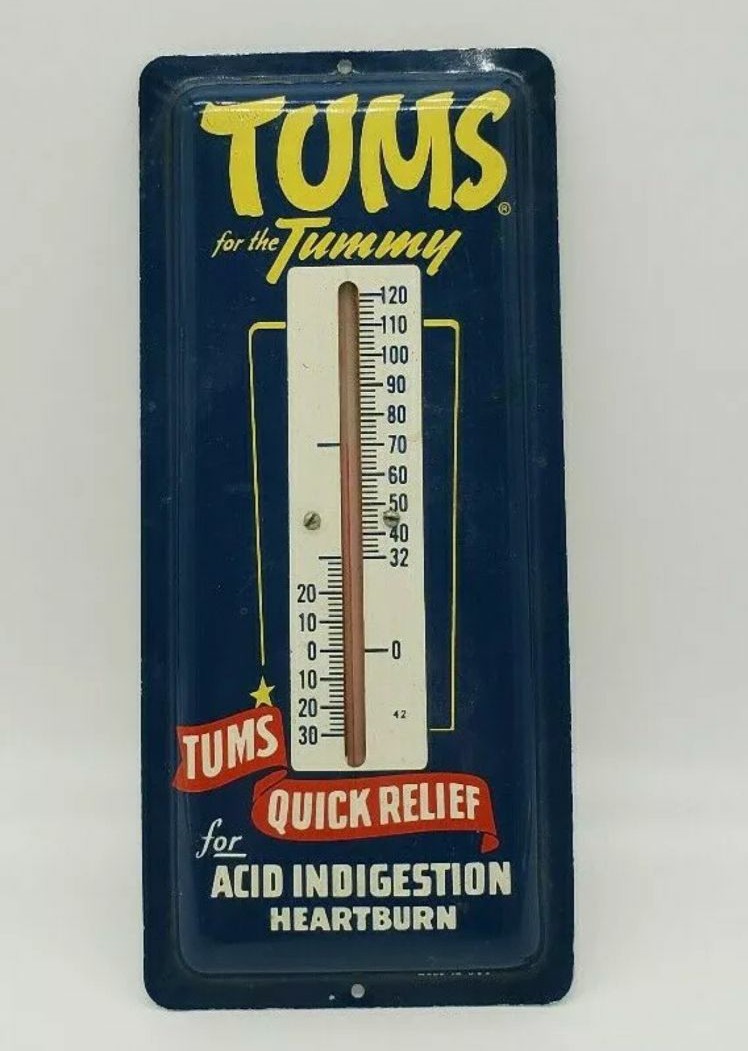 TUMS®
for the Tummy
120
110
100
90
80
70
60
50
40
32
20
10
0 0
10
20
42
30
TUMS
QUICK RELIEF
for
ACID INDIGESTION
HEARTBURN